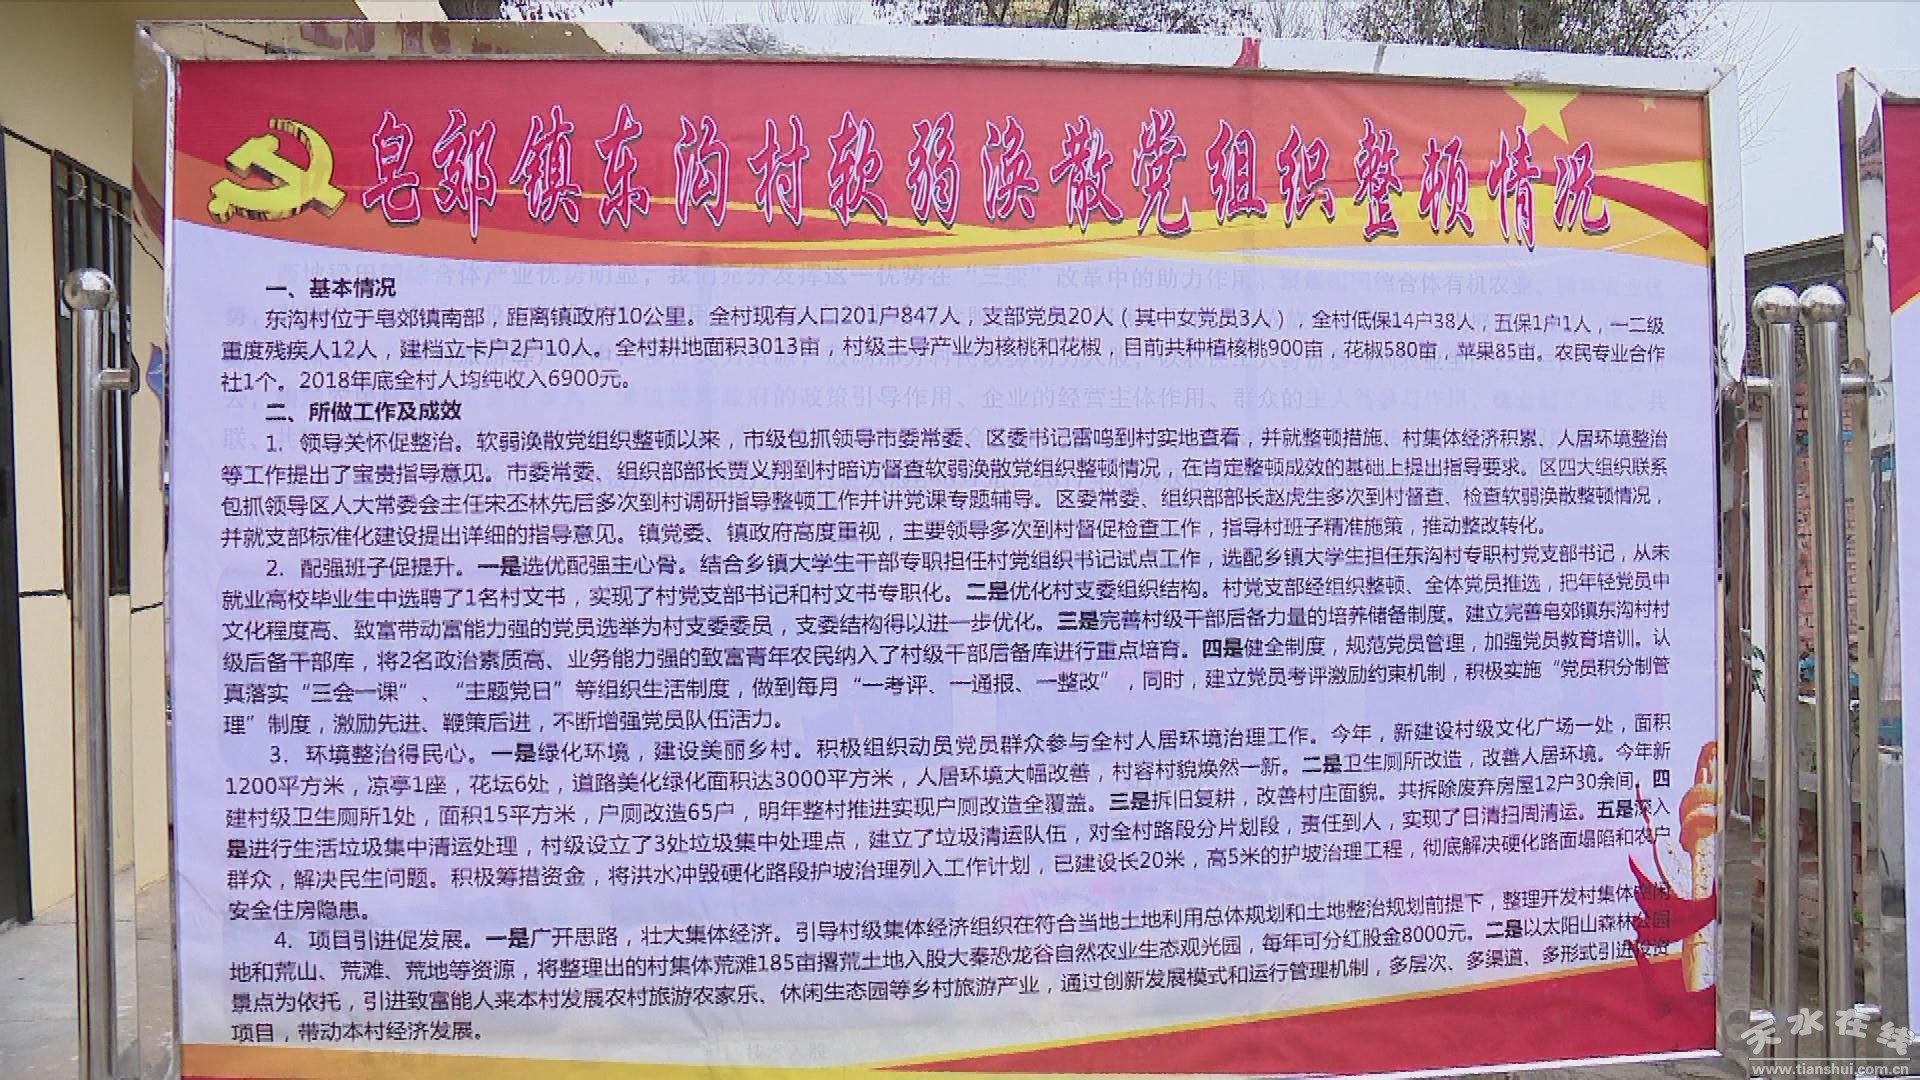 皂郊镇东沟村软弱涣散党组织整顿情况
一、基本情况
东沟村位于皂郊镇南部，距离镇政府10公里。全村现有人口201户847人，支部党员20人（其中女党员3人），全村低保14户38人，五保1户1人，一二级
重度残疾人12人，建档立卡户2户10人。全村耕地面积3013亩，村级主导产业为核桃和花椒，目前共种植核桃900亩，花椒580亩，苹果85亩。农民专业合作
社1个。2018年底全村人均纯收入6900元。
二、所做工作及成效
1．领导关怀促整治。软弱涣散党组织整顿以来，市级包抓领导市委常委、区委书记雷鸣到村实地查看，并就整顿措施、村集体经济积累、人居环境整治
等工作提出了宝贵指导意见。市委常委、组织部部长贾义翔到村暗访督查软弱涣散党组织整顿情况，在肯定整顿成效的基础上提出指导要求。区四大组织联系
包抓领导区人大常委会主任宋丕林先后多次到村调研指导整顿工作并讲党课专题辅导。区委常委、组织部部长赵虎生多次到村督查、检查软弱涣散整顿情况，
并就支部标准化建设提出详细的指导意见。镇党委、镇政府高度重视，主要领导多次到村督促检查工作，指导村班子精准施策，推动整改转化。
2．配强班子促提升。一是选优配强主心骨。结合乡镇大学生干部专职担任村党组织书记试点工作，选配乡镇大学生担任东沟村专职村党支部书记，从未
就业高校毕业生中选聘了1名村文书，实现了村党支部书记和村文书专职化。二是优化村支委组织结构。村党支部经组织整顿、全体党员推选，把年轻党员中
文化程度高、致富带动富能力强的党员选举为村支委委员，支委结构得以进一步优化。三是完善村级干部后备力量的培养储备制度。建立完善皂郊镇东沟村村
级后备干部库，将2名政治素质高、业务能力强的致富青年农民纳入了村级干部后备库进行重点培育。四是健全制度，规范党员管理，加强党员教育培训。认
真落实“三会一课”、“主题党日”等组织生活制度，做到每月“一考评、一通报、一整改”，同时，建立党员考评激励约束机制，积极实施“党员积分制管
理”制度，激励先进、鞭策后进，不断增强党员队伍活力。
3．环境整治得民心。一是绿化环境，建设美丽乡村。积极组织动员党员群众参与全村人居环境治理工作。今年，新建设村级文化广场一处，面积
1200平方米，凉亭1座，花坛6处，道路美化绿化面积达3000平方米，人居环境大幅改善，村容村貌焕然一新。二是卫生厕所改造，改善人居环境。今年新
建村级卫生厕所1处，面积15平方米，户厕改造65户，明年整村推进实现户厕改造全覆盖。三是拆旧复耕，改善村庄面貌。共拆除废弃房屋12户30余间。四
是进行生活垃圾集中清运处理，村级设立了3处垃圾集中处理点，建立了垃圾清运队伍，对全村路段分片划段，责任到人，实现了日清扫周清运。五是深入
群众，解决民生问题。积极筹措资金，将洪水冲毁硬化路段护坡治理列入工作计划，已建设长20米，高5米的护坡治理工程，彻底解决硬化路面塌陷和农户
安全住房隐患。
4．项目引进促发展。一是广开思路，壮大集体经济。引导村级集体经济组织在符合当地土地利用总体规划和土地整治规划前提下，整理开发村集体空闲
地和荒山、荒滩、荒地等资源，将整理出的村集体荒滩185亩撂荒土地入股大秦恐龙谷自然农业生态观光园，每年可分红股金8000元。二是以太阳山森林公园
景点为依托，引进致富能人来本村发展农村旅游农家乐、休闲生态园等乡村旅游产业，通过创新发展模式和运行管理机制，多层次、多渠道、多形式引进投资
项目，带动本村经济发展。
天水在线
www.tianshui.com.cn